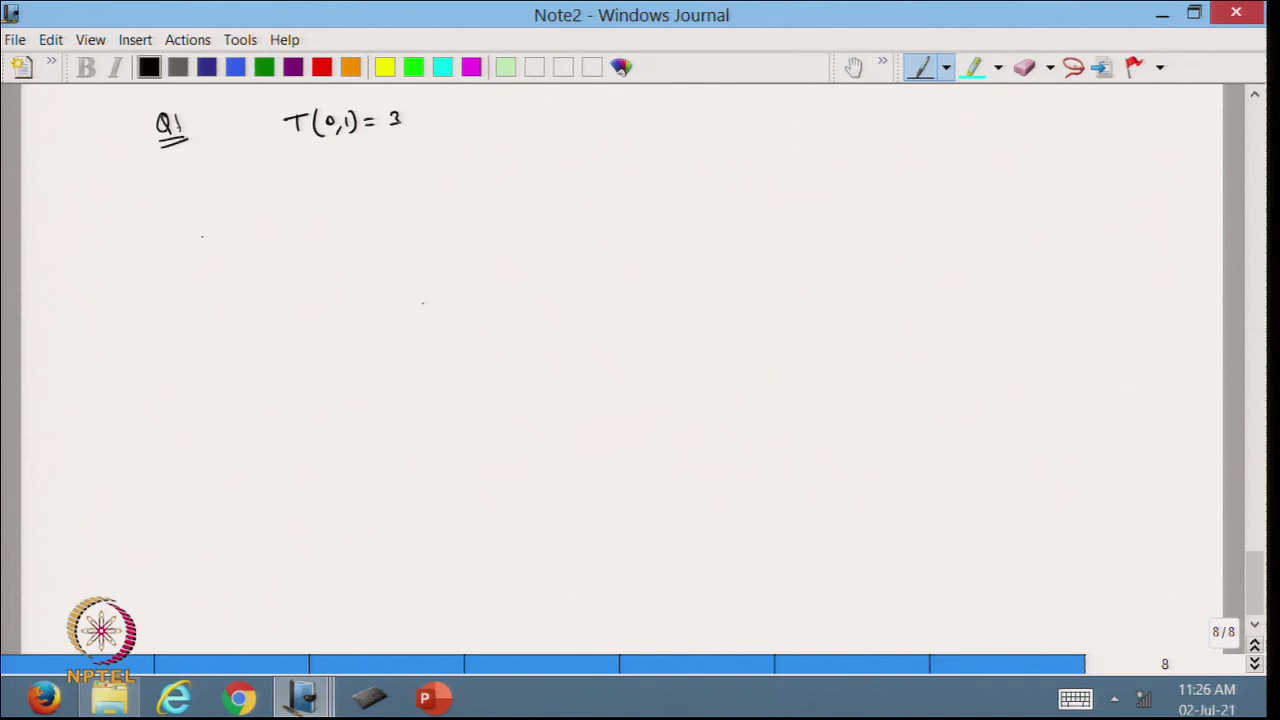 Note2 - Windows Journal
File Edit View Insert Actions Tools Help
B I
Q1 T(0,1) = 3
8 / 8
8
NPTEL
11:26 AM
02-Jul-21